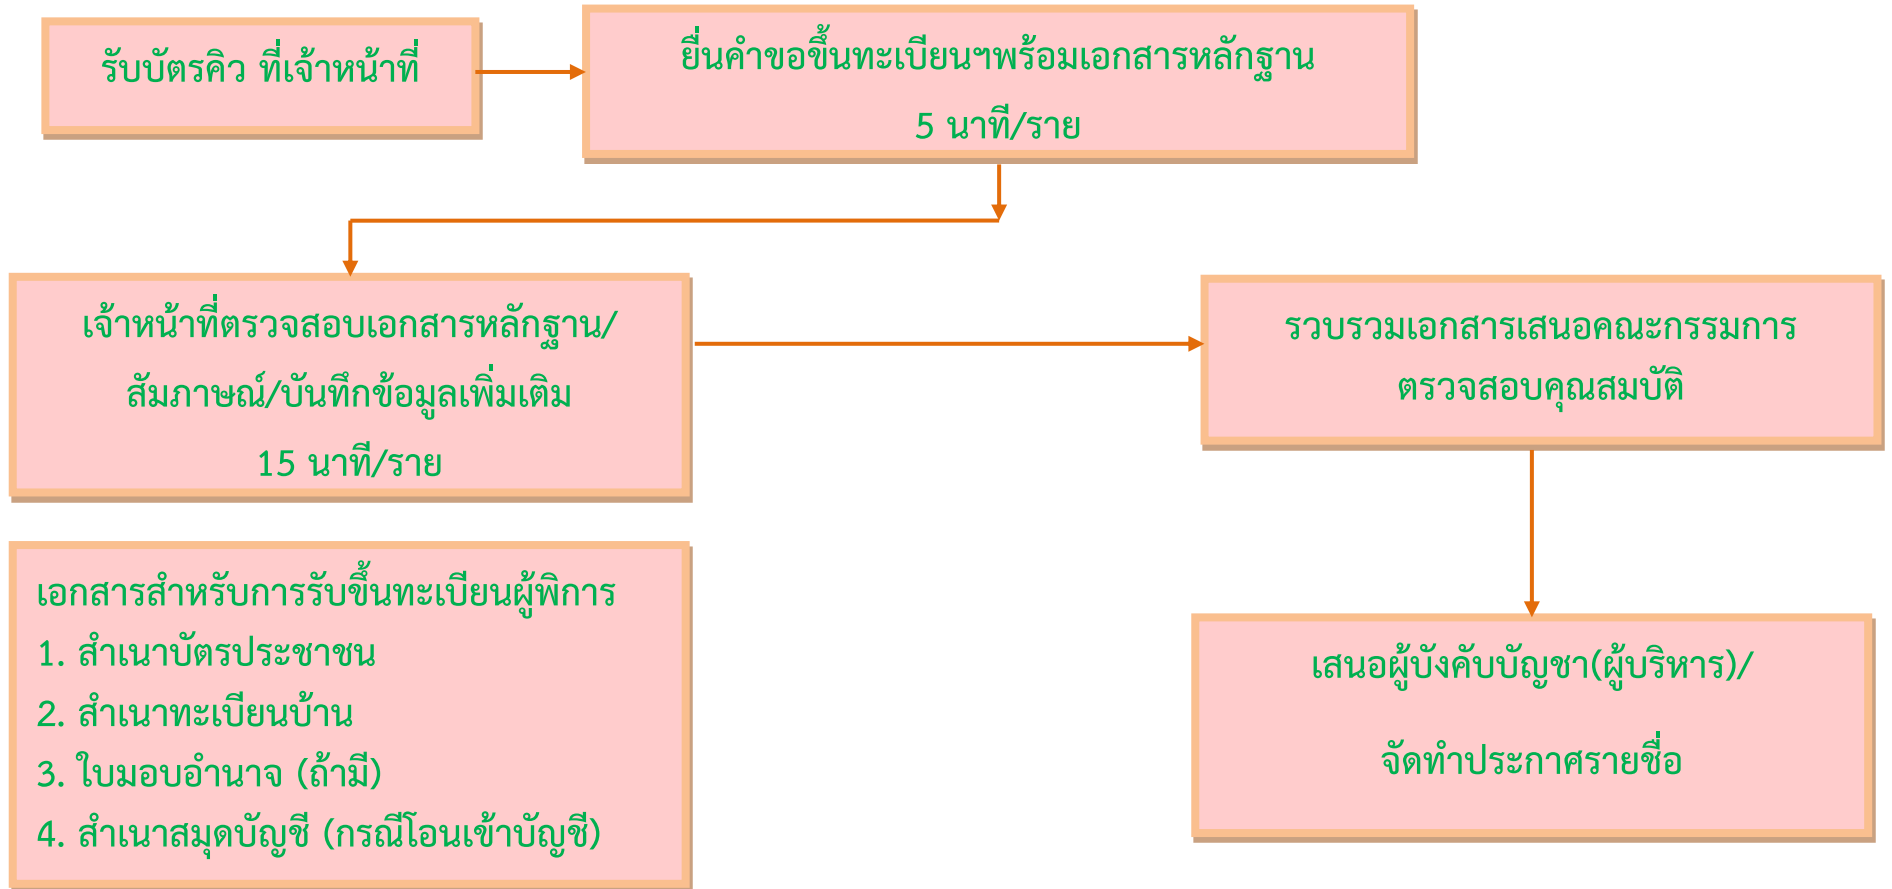 รับบัตรคิว ที่เจ้าหน้าที่
ยื่นคำขอขึ้นทะเบียนฯพร้อมเอกสารหลักฐาน
5 นาที/ราย
เจ้าหน้าที่ตรวจสอบเอกสารหลักฐาน/
สัมภาษณ์/บันทึกข้อมูลเพิ่มเติม
15 นาที/ราย
รวบรวมเอกสารเสนอคณะกรรมการ
ตรวจสอบคุณสมบัติ
เอกสารสำหรับการรับขึ้นทะเบียนผู้พิการ
1. สำเนาบัตรประชาชน
2. สำเนาทะเบียนบ้าน
3. ใบมอบอำนาจ (ถ้ามี)
4. สำเนาสมุดบัญชี (กรณีโอนเข้าบัญชี)
เสนอผู้บังคับบัญชา(ผู้บริหาร)/
จัดทำประกาศรายชื่อ